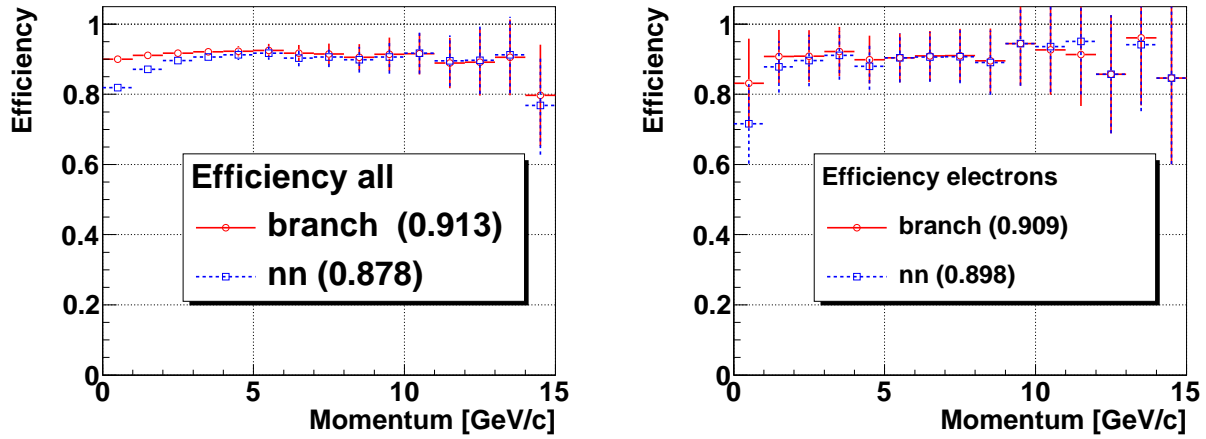 Efficiency
1
0.8
0.6
0.4
0.2
0
Efficiency all
branch (0.913)
nn (0.878)
0 5 10 15
Momentum [GeV/c]
Efficiency
1
0.8
0.6
0.4
0.2
0
Efficiency electrons
branch (0.909)
nn (0.898)
0 5 10 15
Momentum [GeV/c]